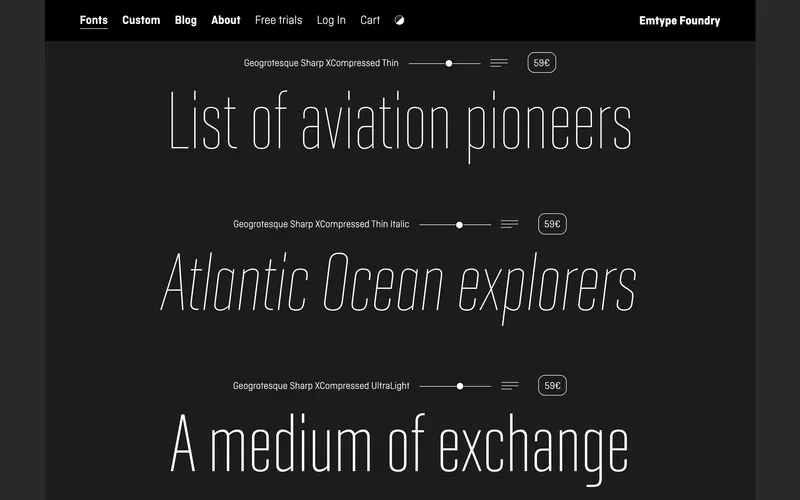 Fonts Custom Blog About Free trials Log In Cart Emtype Foundry
Geogrotesque Sharp XCompressed Thin 59€
List of aviation pioneers
Geogrotesque Sharp XCompressed Thin Italic 59€
Atlantic Ocean explorers
Geogrotesque Sharp XCompressed UltraLight 59€
A medium of exchange